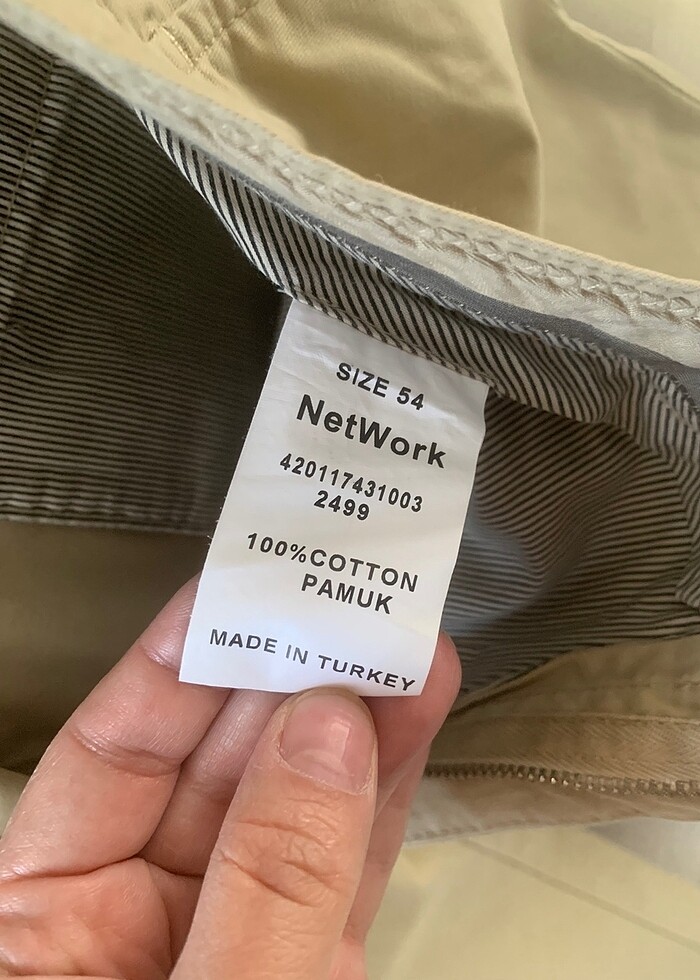 SIZE 54
NetWork
420117431003
2499
100%COTTON
PAMUK
MADE IN TURKEY